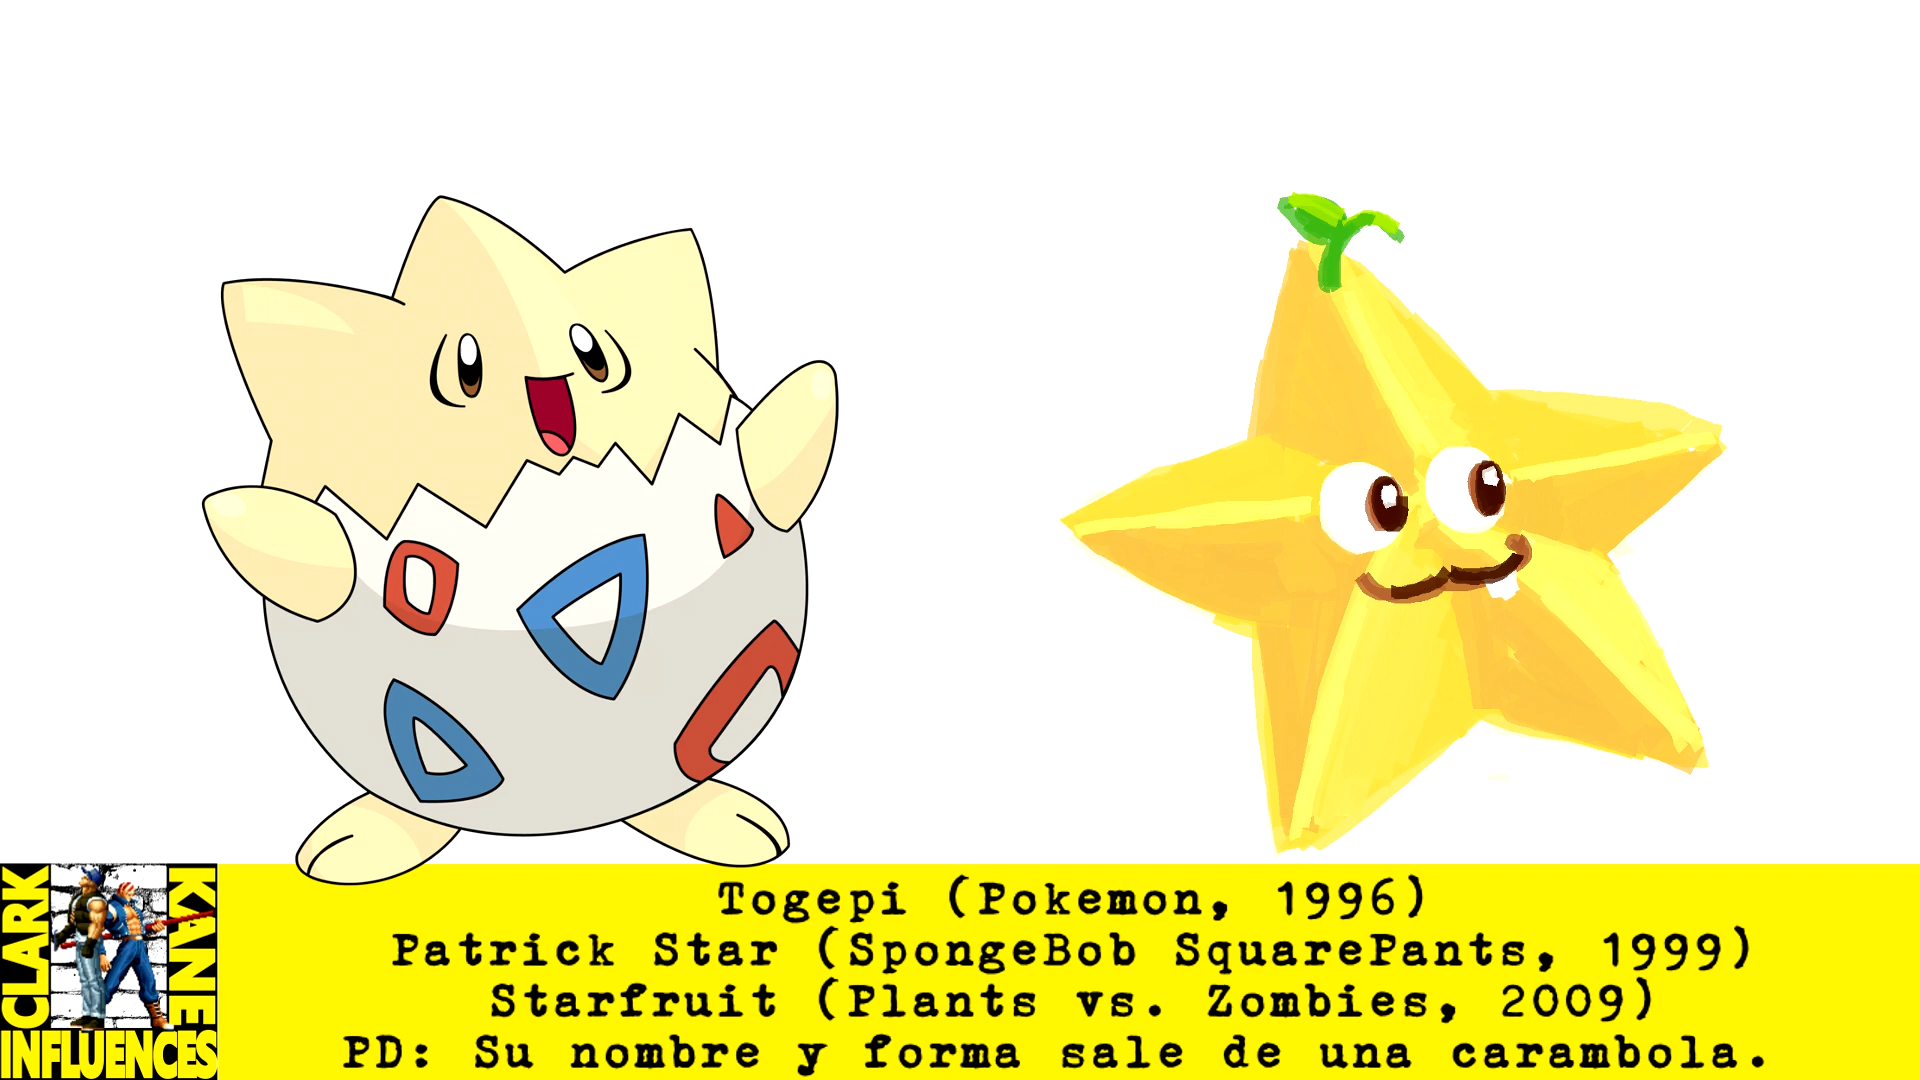 Togepi (Pokemon, 1996)
Patrick Star (SpongeBob SquarePants, 1999)
Starfruit (Plants vs. Zombies, 2009)
PD: Su nombre y forma sale de una carambola.
CLARK
KANE
INFLUENCES